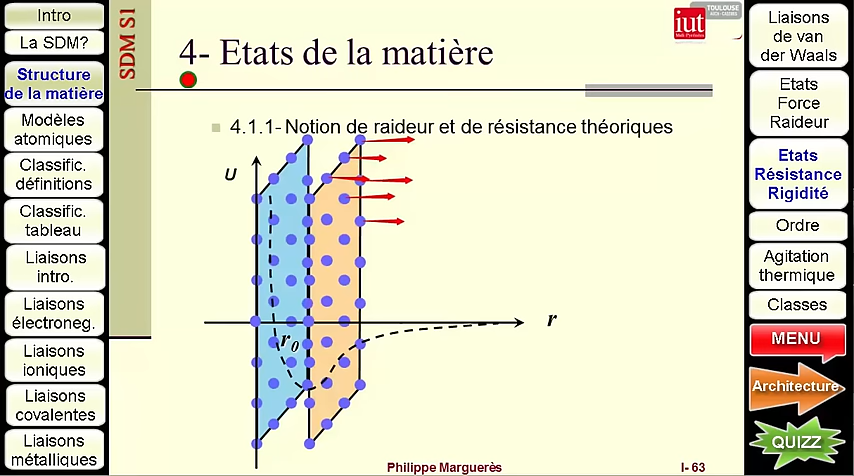 Intro
La SDM?
Structure
de la matière
Modèles
atomiques
Classific.
définitions
Classific.
tableau
Liaisons
intro.
Liaisons
électroneg.
Liaisons
ioniques
Liaisons
covalentes
Liaisons
métalliques
SDM S1
4- Etats de la matière
iut
TOULOUSE
4.1.1- Notion de raideur et de résistance théoriques
U
r
r0
Philippe Marguerès
I- 63
Liaisons
de van
der Waals
Etats
Force
Raideur
Etats
Résistance
Rigidité
Ordre
Agitation
thermique
Classes
MENU
Architecture
QUIZZ